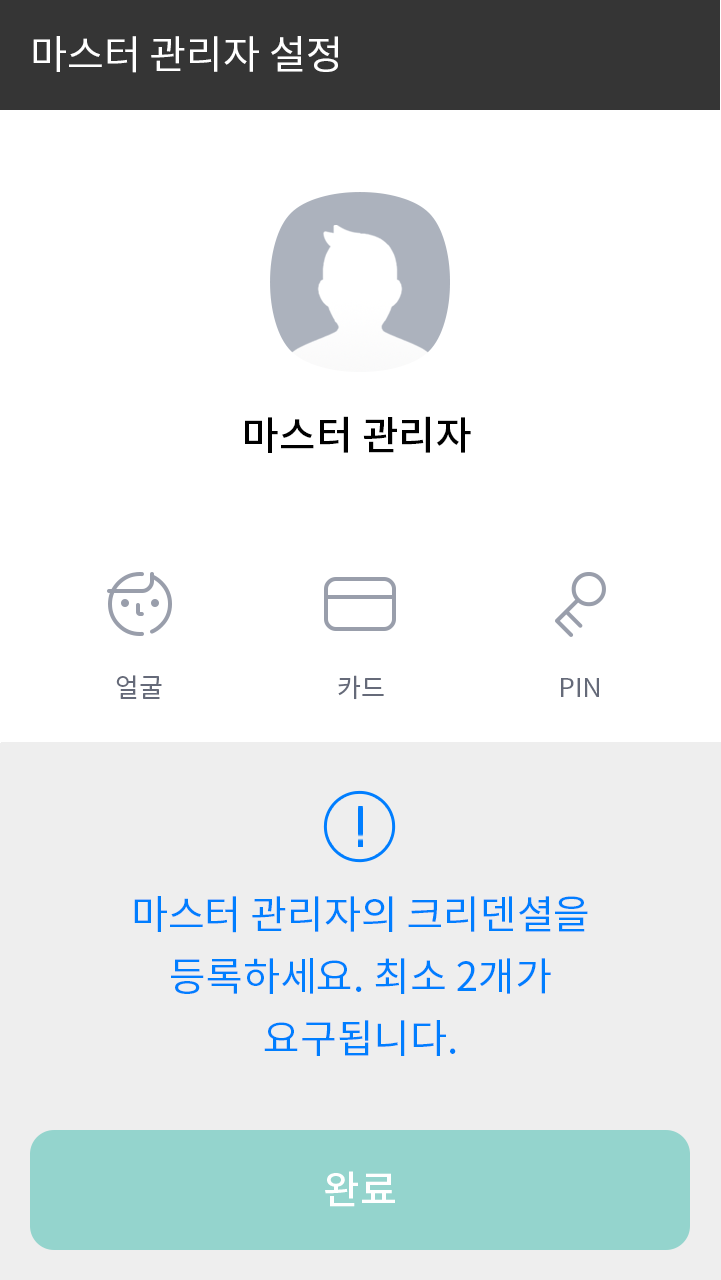 마스터 관리자 설정
마스터 관리자
얼굴 카드 PIN
마스터 관리자의 크리덴셜을
등록하세요. 최소 2개가
요구됩니다.
완료